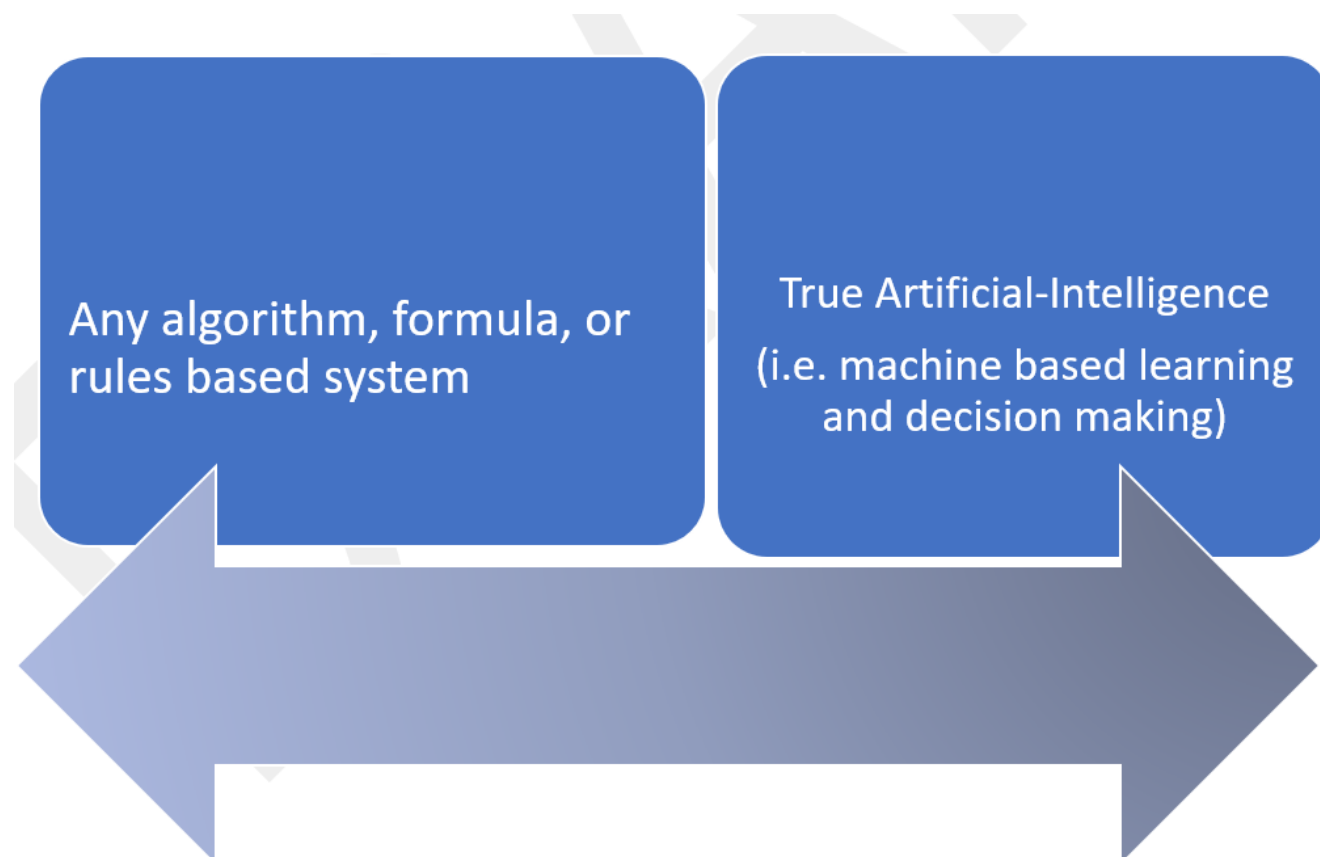 Any algorithm, formula, or
rules based system
True Artificial-Intelligence
(i.e. machine based learning
and decision making)